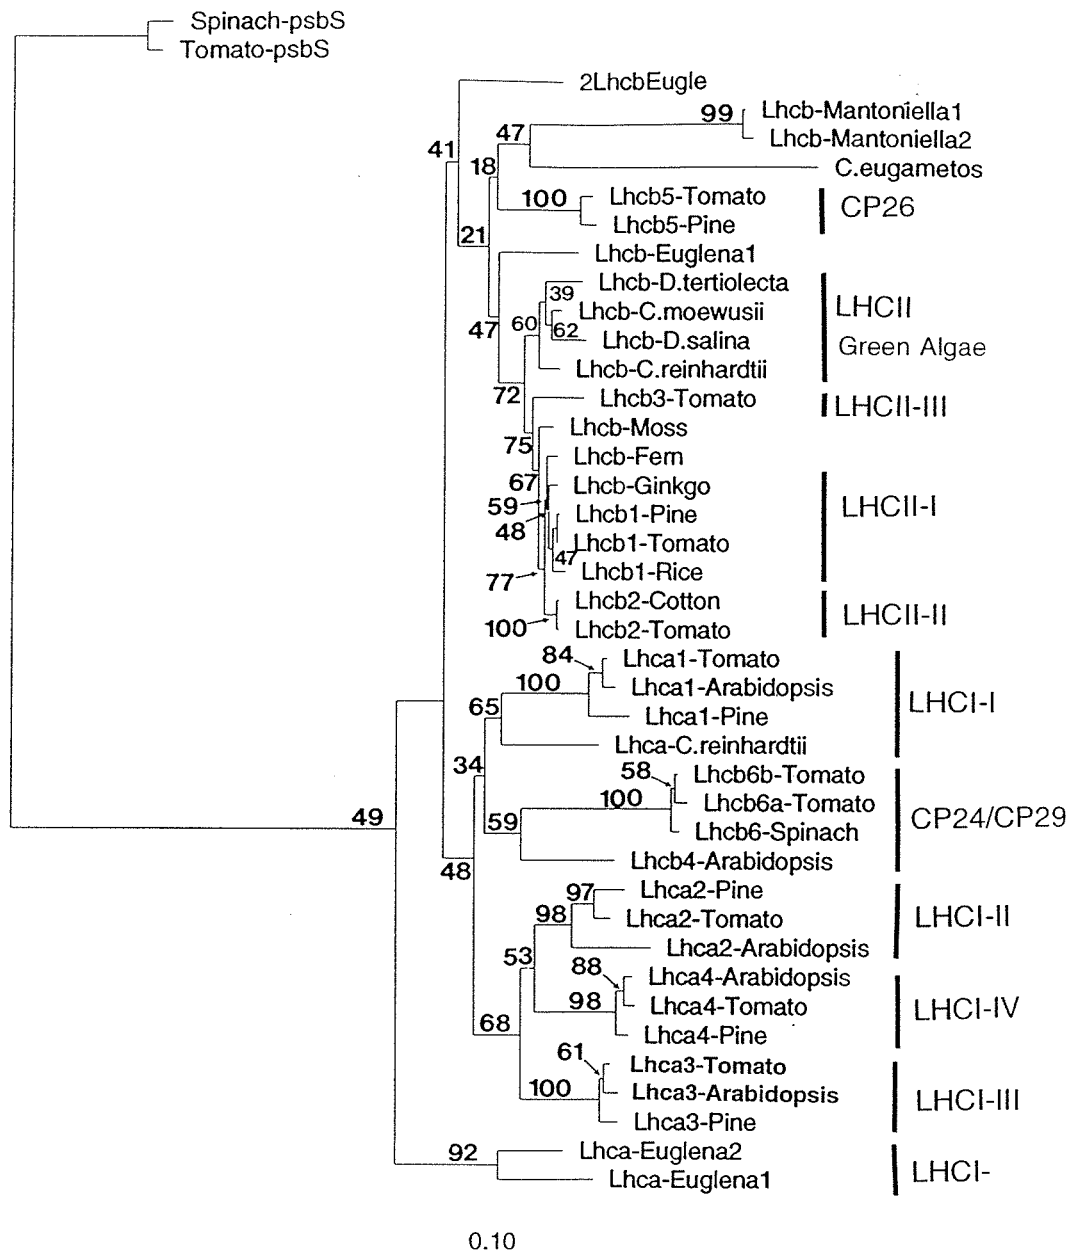 Spinach-psbS
Tomato-psbS
2LhcbEugle
99 Lhcb-Mantoniella1
Lhcb-Mantoniella2
47
41
18
C.eugametos
100 Lhcb5-Tomato
Lhcb5-Pine
CP26
21
Lhcb-Euglena1
Lhcb-D.tertiolecta
39
Lhcb-C.moewusii
LHCII
47
60
62
Lhcb-D.salina
Green Algae
Lhcb-C.reinhardtii
72
Lhcb3-Tomato
LHCII-III
Lhcb-Moss
75
Lhcb-Fern
67
Lhcb-Ginkgo
59
LHCII-I
Lhcb1-Pine
48
Lhcb1-Tomato
47
Lhcb1-Rice
77
Lhcb2-Cotton
LHCII-II
100
Lhcb2-Tomato
84
Lhca1-Tomato
100
Lhca1-Arabidopsis
LHCI-I
65
Lhca1-Pine
Lhca-C.reinhardtii
34
58
Lhcb6b-Tomato
100
Lhcb6a-Tomato
49
59
Lhcb6-Spinach
CP24/CP29
Lhcb4-Arabidopsis
48
97
Lhca2-Pine
98
Lhca2-Tomato
LHCI-II
Lhca2-Arabidopsis
53
88
Lhca4-Arabidopsis
98
Lhca4-Tomato
LHCI-IV
68
Lhca4-Pine
61
Lhca3-Tomato
100
Lhca3-Arabidopsis
LHCI-III
Lhca3-Pine
92
Lhca-Euglena2
LHCI-
Lhca-Euglena1
0.10